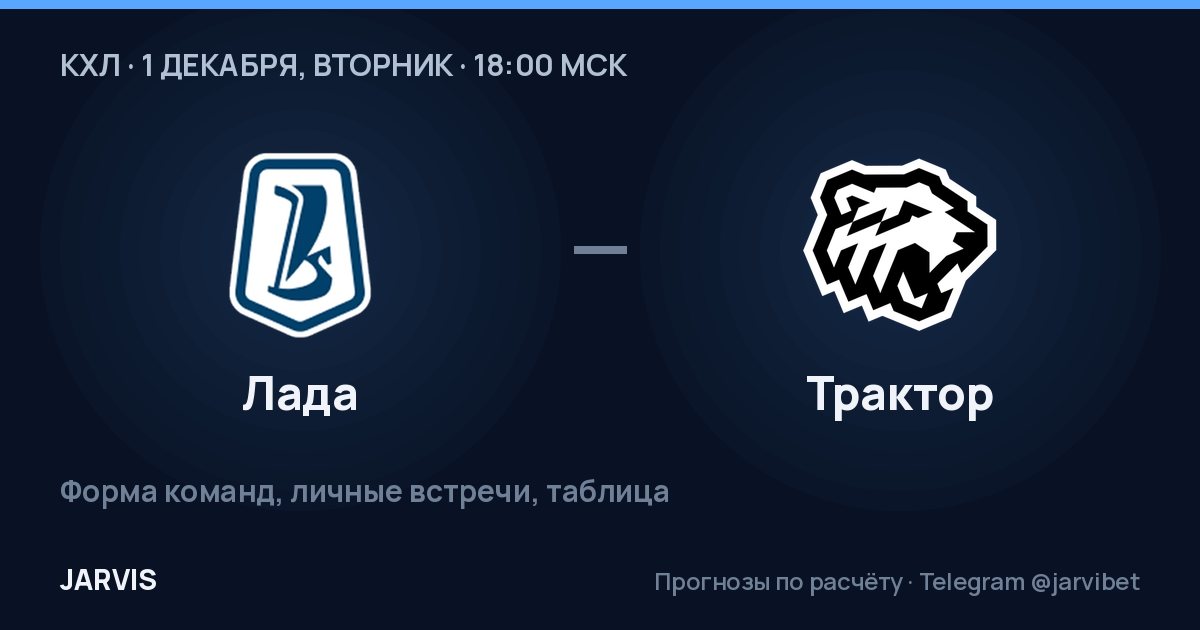 КХЛ · 1 ДЕКАБРЯ, ВТОРНИК · 18:00 МСК
Лада
Трактор
Форма команд, личные встречи, таблица
JARVIS
Прогнозы по расчёту · Telegram @jarvibet